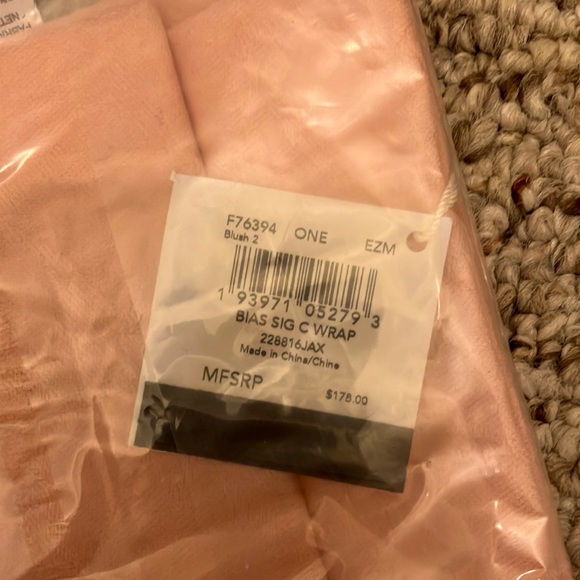 F76394 ONE EZM
Blush 2
1 93971 05279 3
BIAS SIG C WRAP
228816JAX
Made in China/Chine
MFSRP $178.00